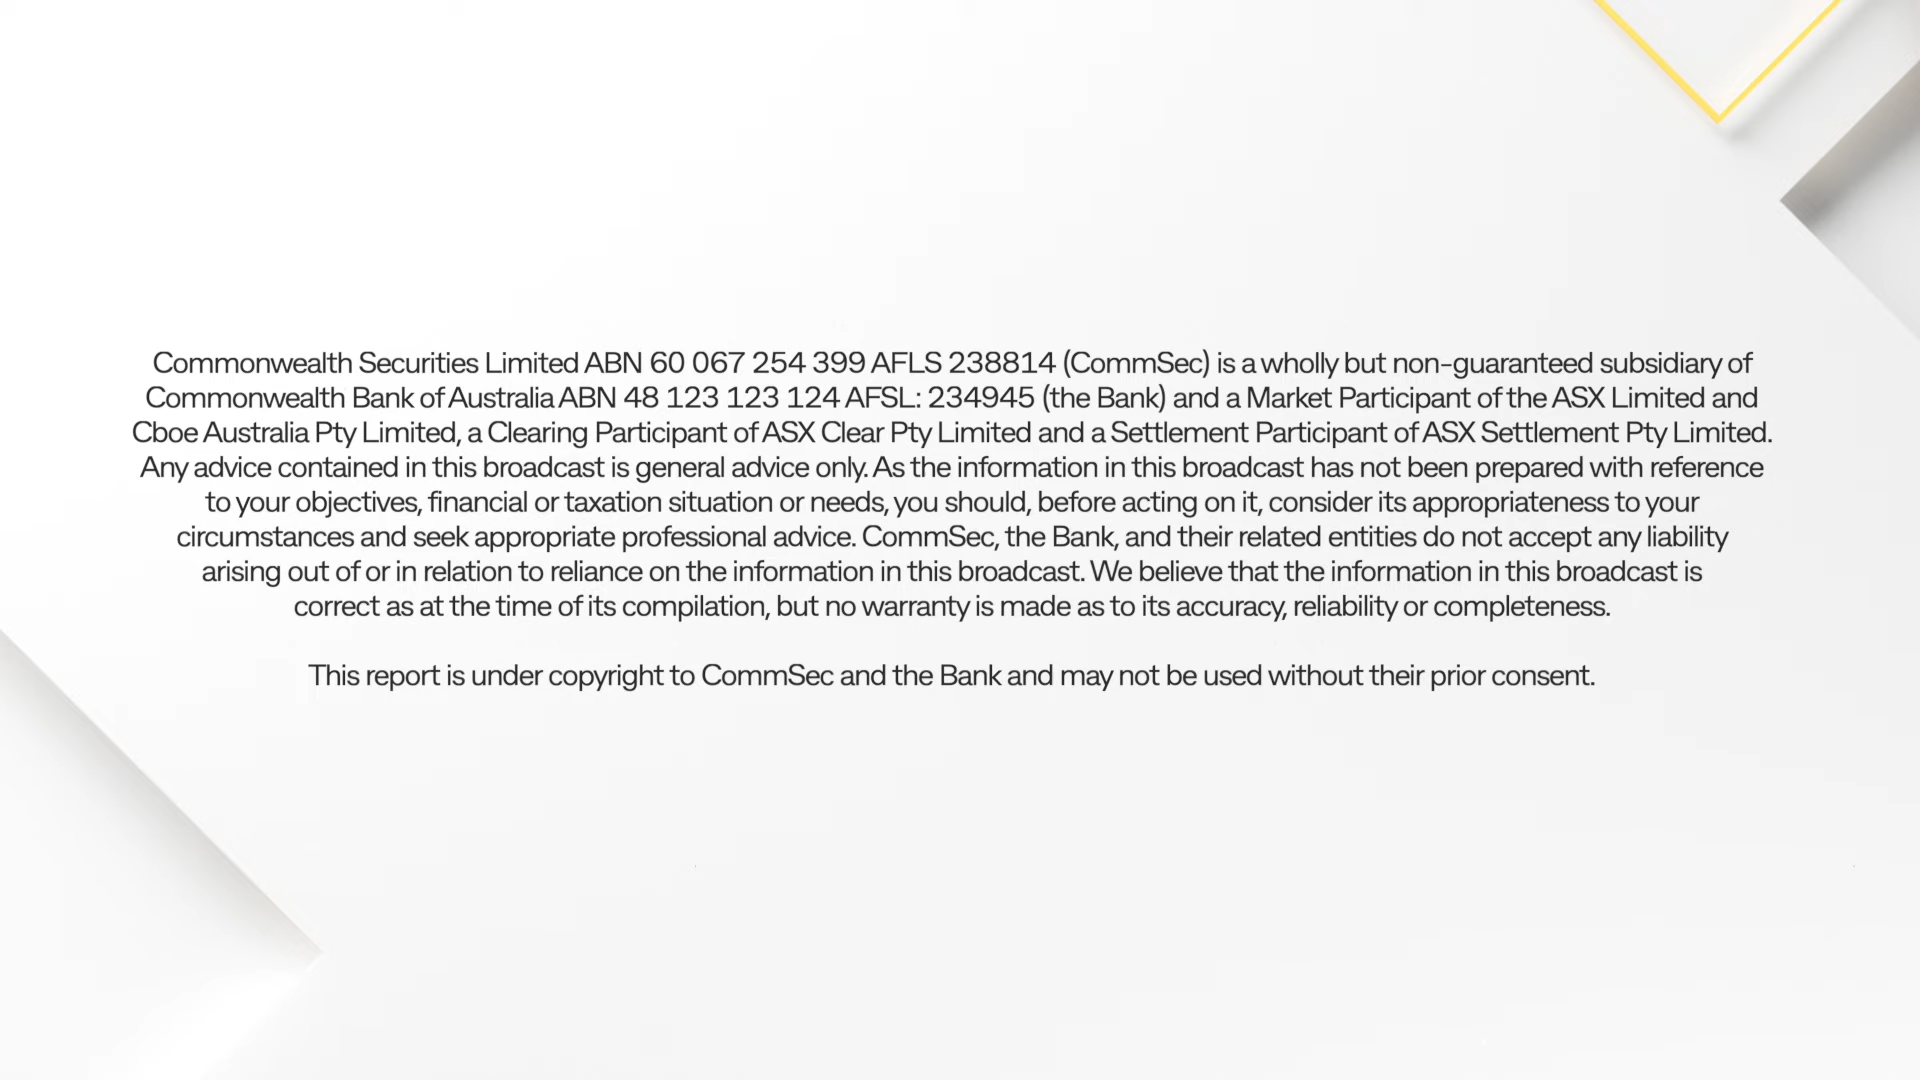 Commonwealth Securities Limited ABN 60 067 254 399 AFLS 238814 (CommSec) is a wholly but non-guaranteed subsidiary of
Commonwealth Bank of Australia ABN 48 123 123 124 AFSL: 234945 (the Bank) and a Market Participant of the ASX Limited and
Cboe Australia Pty Limited, a Clearing Participant of ASX Clear Pty Limited and a Settlement Participant of ASX Settlement Pty Limited.
Any advice contained in this broadcast is general advice only. As the information in this broadcast has not been prepared with reference
to your objectives, financial or taxation situation or needs, you should, before acting on it, consider its appropriateness to your
circumstances and seek appropriate professional advice. CommSec, the Bank, and their related entities do not accept any liability
arising out of or in relation to reliance on the information in this broadcast. We believe that the information in this broadcast is
correct as at the time of its compilation, but no warranty is made as to its accuracy, reliability or completeness.
This report is under copyright to CommSec and the Bank and may not be used without their prior consent.